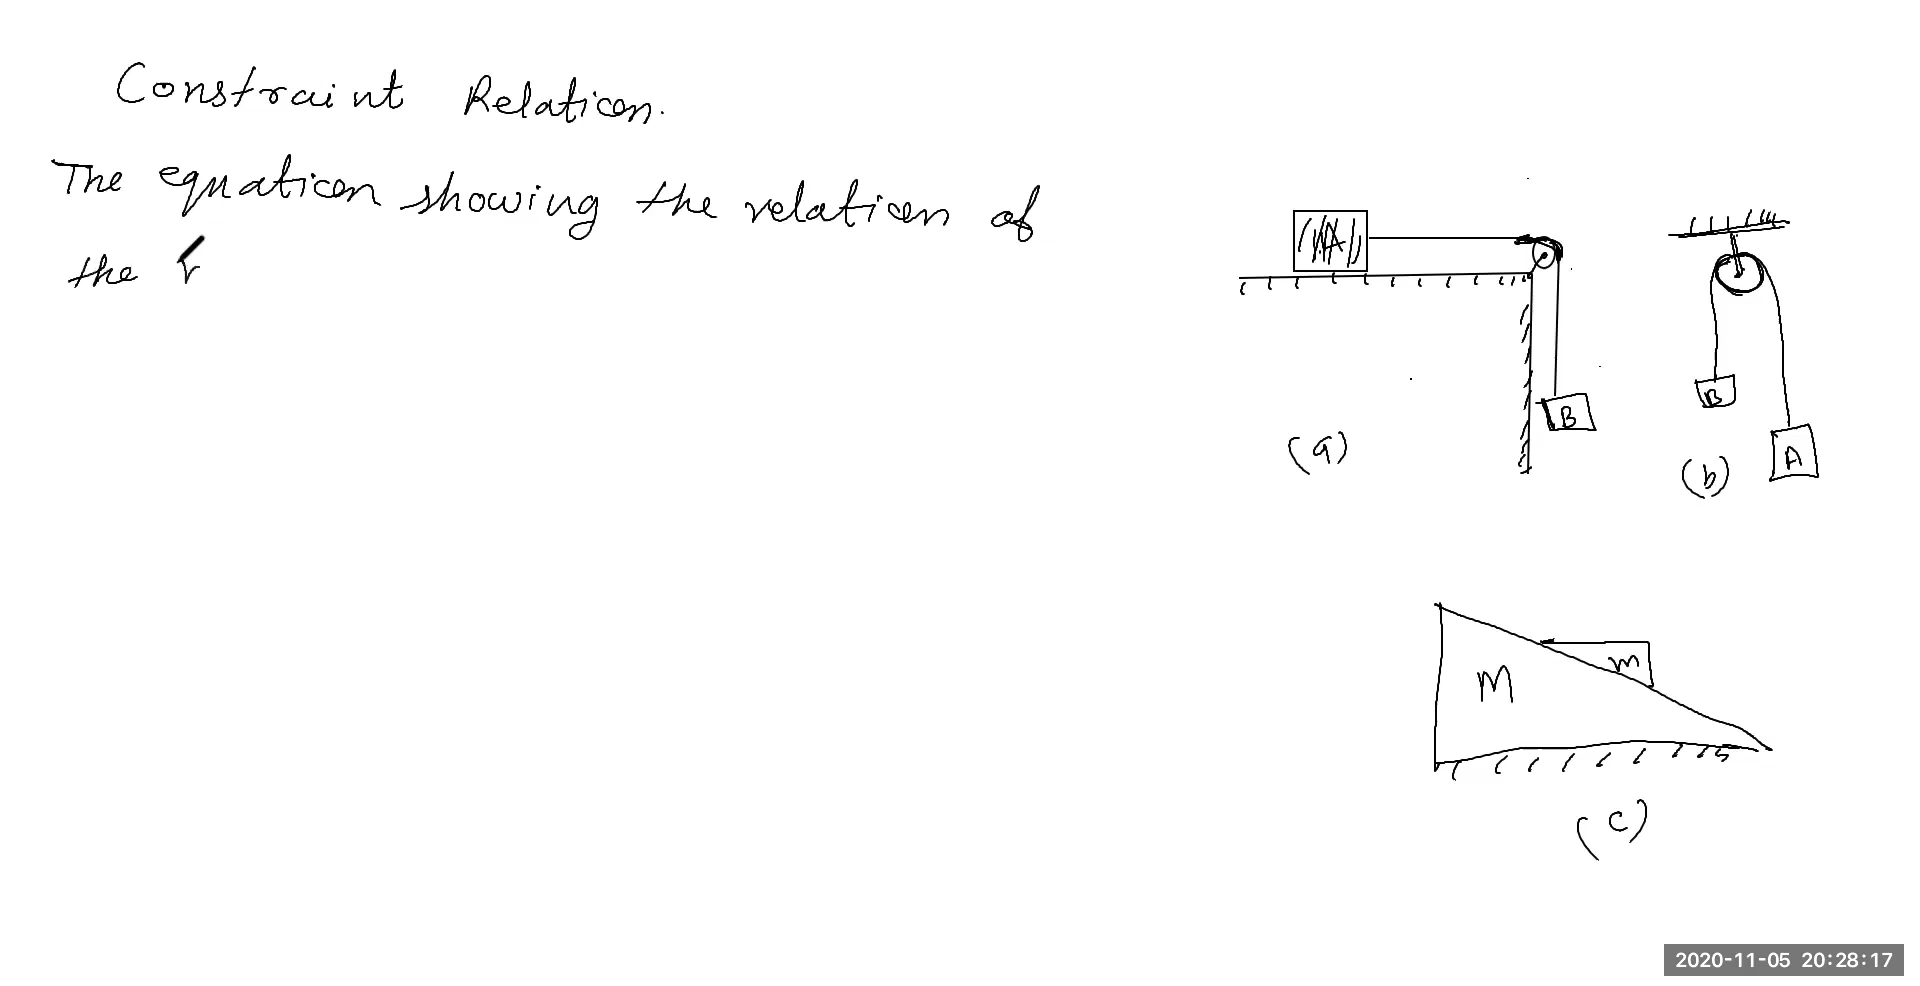 Constraint Relation.
The equation showing the relation of
the
A
B
(a)
B
A
(b)
M
m
(c)
2020-11-05 20:28:17